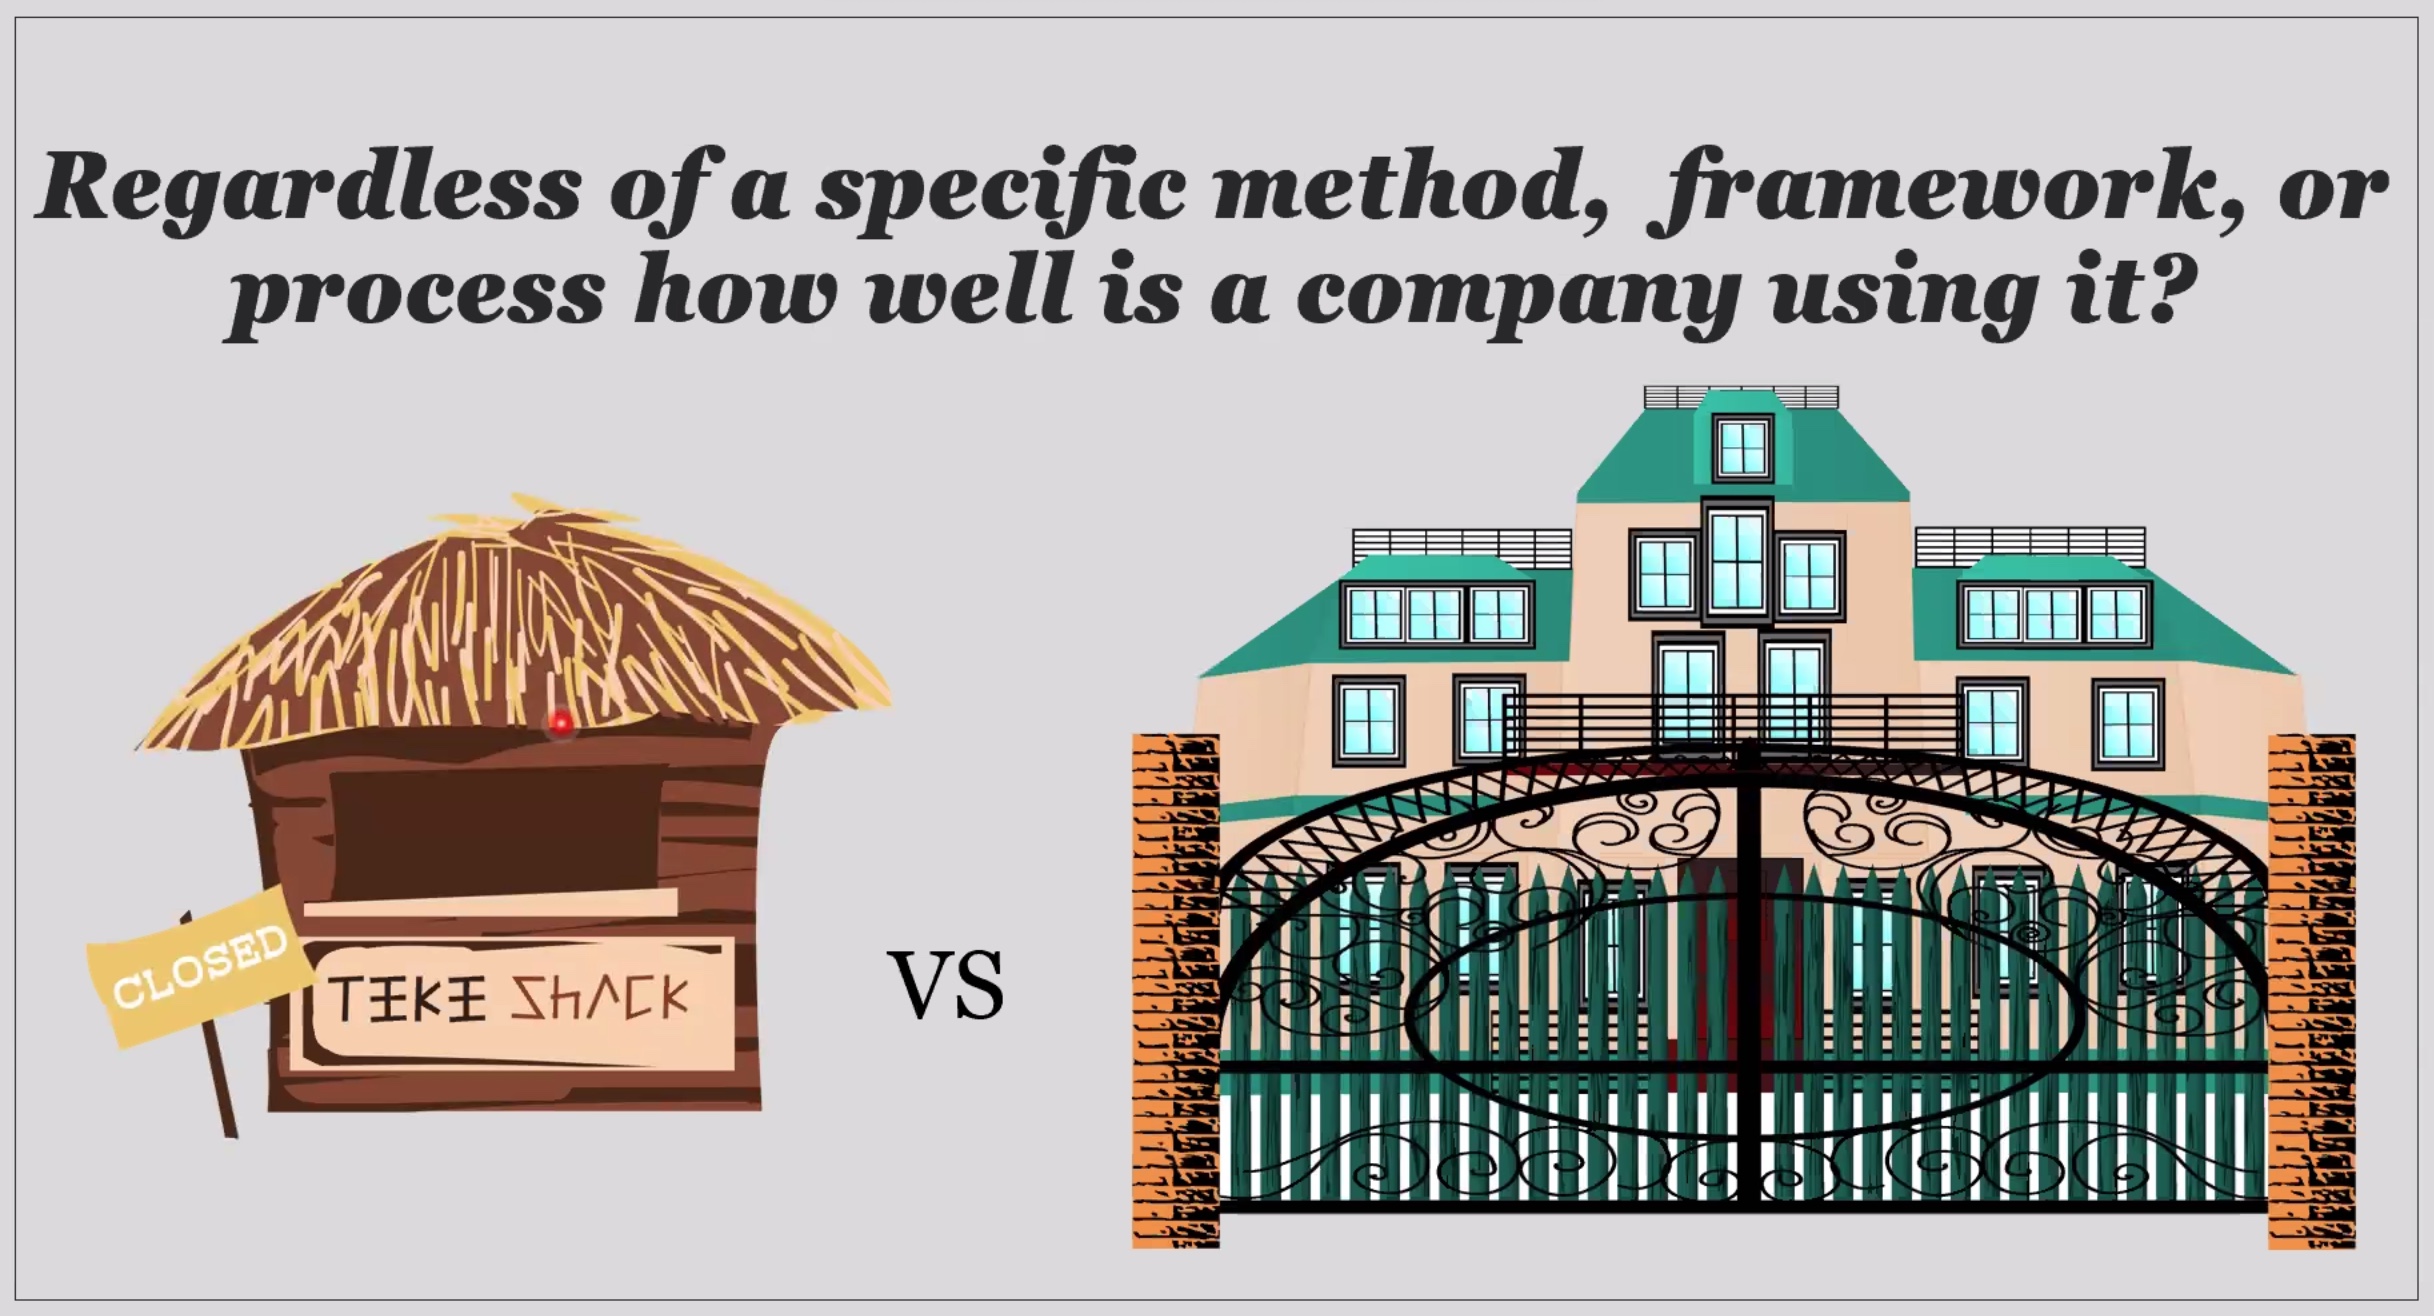 Regardless of a specific method, framework, or
process how well is a company using it?
CLOSED
TEKE SHACK
VS